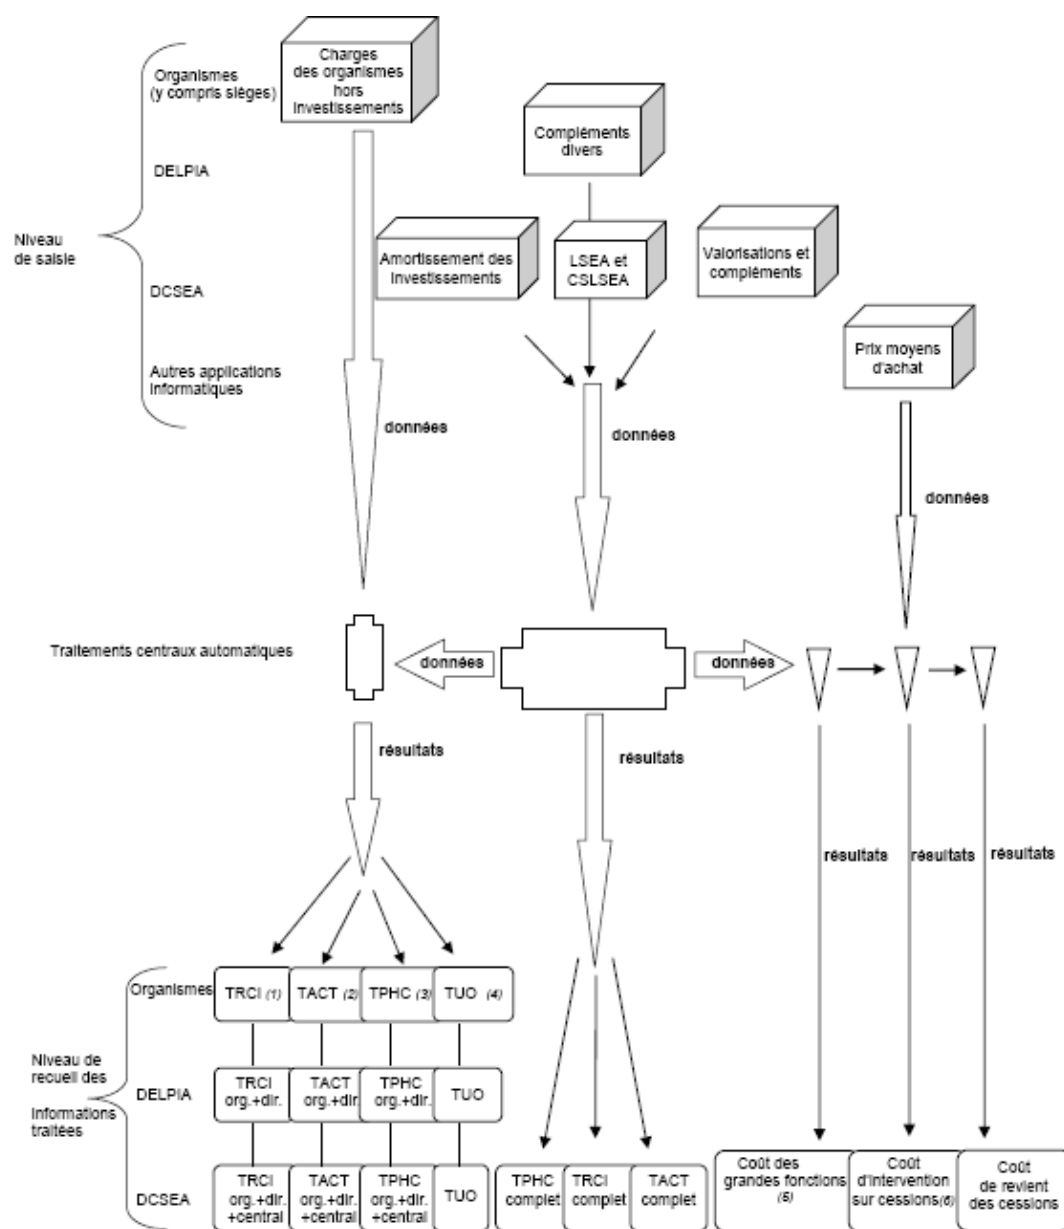 Charges
des organismes
hors
investissements
Organismes
(y compris sièges)
Compléments
divers
DELPIA
Niveau
de saisie
Amortissement des
investissements
LSEA et
CSLSEA
Valorisations et
compléments
DCSEA
Prix moyens
d'achat
Autres applications
informatiques
données
données
données
Traitements centraux automatiques
données
données
résultats
résultats
résultats
résultats
résultats
Organismes
TRCI (1)
TACT (2)
TPHC (3)
TUO (4)
Niveau de
recueil des
informations
traitées
DELPIA
TRCI
org.+dir.
TACT
org.+dir.
TPHC
org.+dir.
TUO
DCSEA
TRCI
org.+dir.
+central
TACT
org.+dir.
+central
TPHC
org.+dir.
+central
TUO
TPHC
complet
TRCI
complet
TACT
complet
Coût des
grandes fonctions
(5)
Coût
d'intervention
sur cessions(6)
Coût
de revient
des cessions